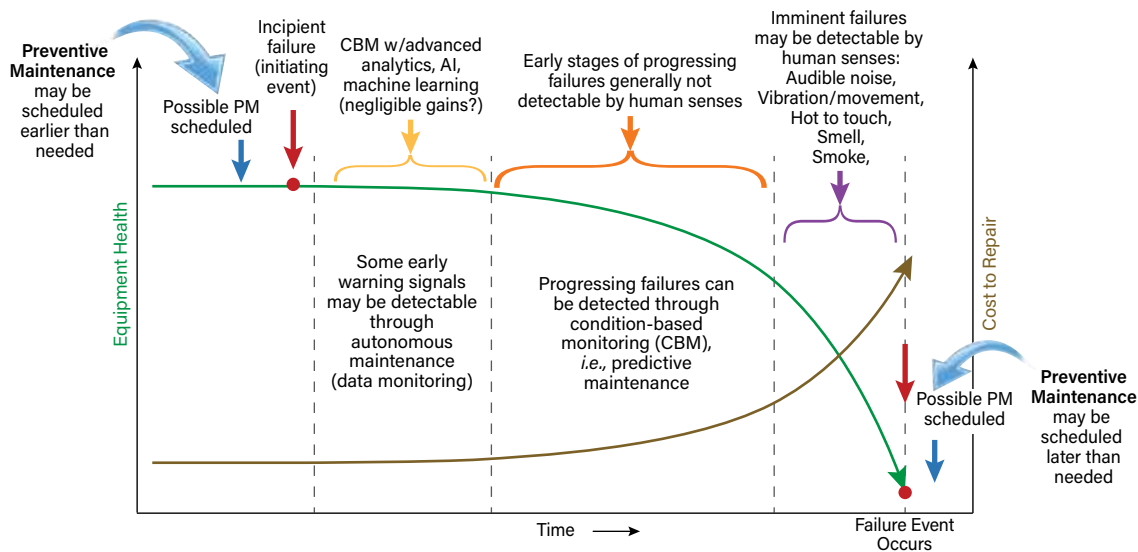 Preventive
Maintenance
may be
scheduled
earlier than
needed
Possible PM
scheduled
Incipient
failure
(initiating
event)
CBM w/advanced
analytics, AI,
machine learning
(negligible gains?)
Early stages of progressing
failures generally not
detectable by human senses
Imminent failures
may be detectable by
human senses:
Audible noise,
Vibration/movement,
Hot to touch,
Smell,
Smoke,
Equipment Health
Some early
warning signals
may be detectable
through
autonomous
maintenance
(data monitoring)
Progressing failures can
be detected through
condition-based
monitoring (CBM),
i.e., predictive
maintenance
Cost to Repair
Possible PM
scheduled
Preventive
Maintenance
may be
scheduled
later than
needed
Time
Failure Event
Occurs